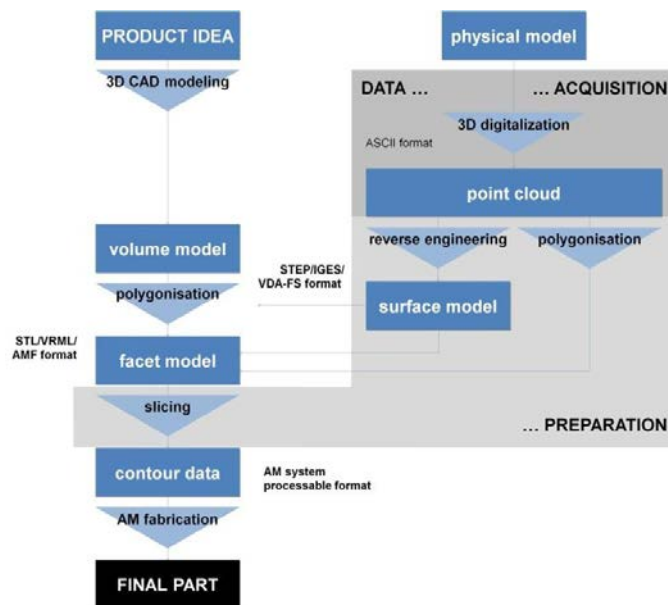 PRODUCT IDEA
physical model
3D CAD modeling
DATA ...
... ACQUISITION
3D digitalization
ASCII format
point cloud
volume model
reverse engineering
polygonisation
STEP/IGES/
VDA-FS format
polygonisation
surface model
STL/VRML/
AMF format
facet model
slicing
... PREPARATION
contour data
AM system
processable format
AM fabrication
FINAL PART